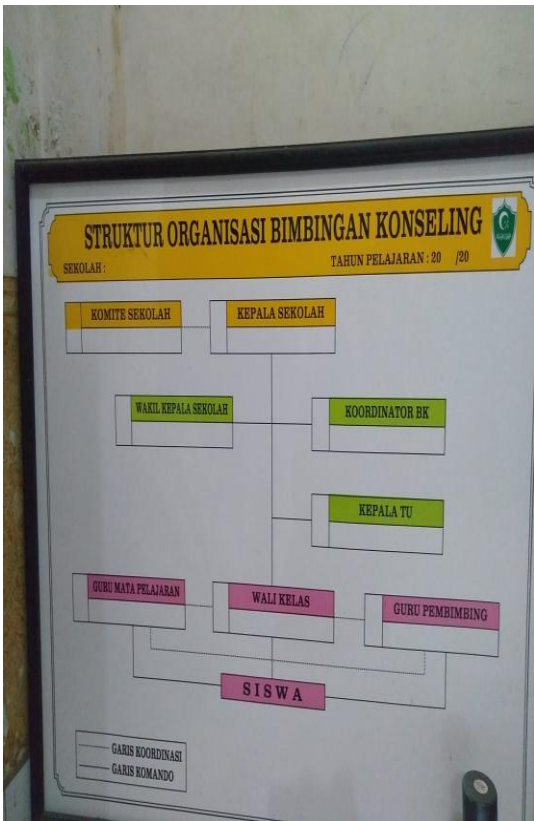 STRUKTUR ORGANISASI BIMBINGAN KONSELING
SEKOLAH :
TAHUN PELAJARAN : 20 /20
KOMITE SEKOLAH
KEPALA SEKOLAH
WAKIL KEPALA SEKOLAH
KOORDINATOR BK
KEPALA TU
GURU MATA PELAJARAN
WALI KELAS
GURU PEMBIMBING
SISWA
GARIS KOORDINASI
GARIS KOMANDO